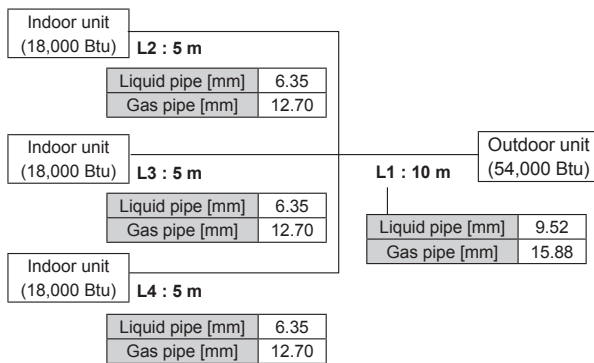 Indoor unit
(18,000 Btu)
L2 : 5 m
Liquid pipe [mm] 6.35
Gas pipe [mm] 12.70
Indoor unit
(18,000 Btu)
L3 : 5 m
Liquid pipe [mm] 6.35
Gas pipe [mm] 12.70
Indoor unit
(18,000 Btu)
L4 : 5 m
Liquid pipe [mm] 6.35
Gas pipe [mm] 12.70
Outdoor unit
(54,000 Btu)
L1 : 10 m
Liquid pipe [mm] 9.52
Gas pipe [mm] 15.88